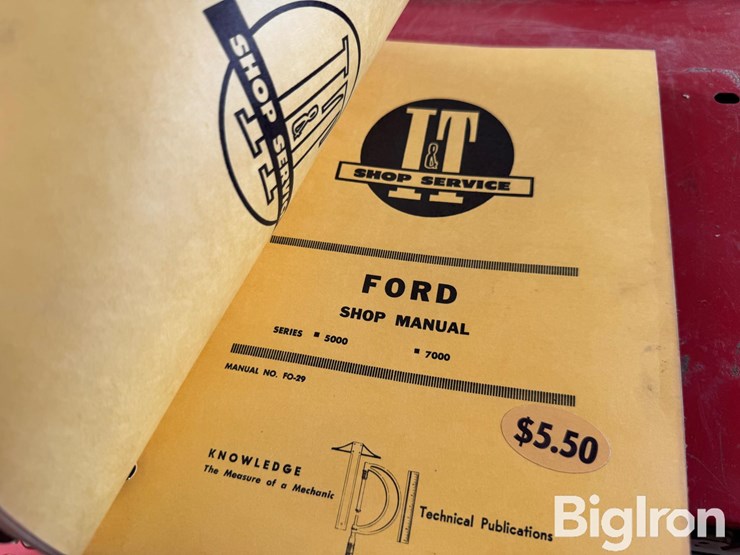 I&T
SHOP SERVICE
I&T
SHOP SERVICE
FORD
SHOP MANUAL
SERIES ▪ 5000 ▪ 7000
MANUAL NO. FO-29
$5.50
KNOWLEDGE
The Measure of a Mechanic
TPI
Technical Publications
BigIron